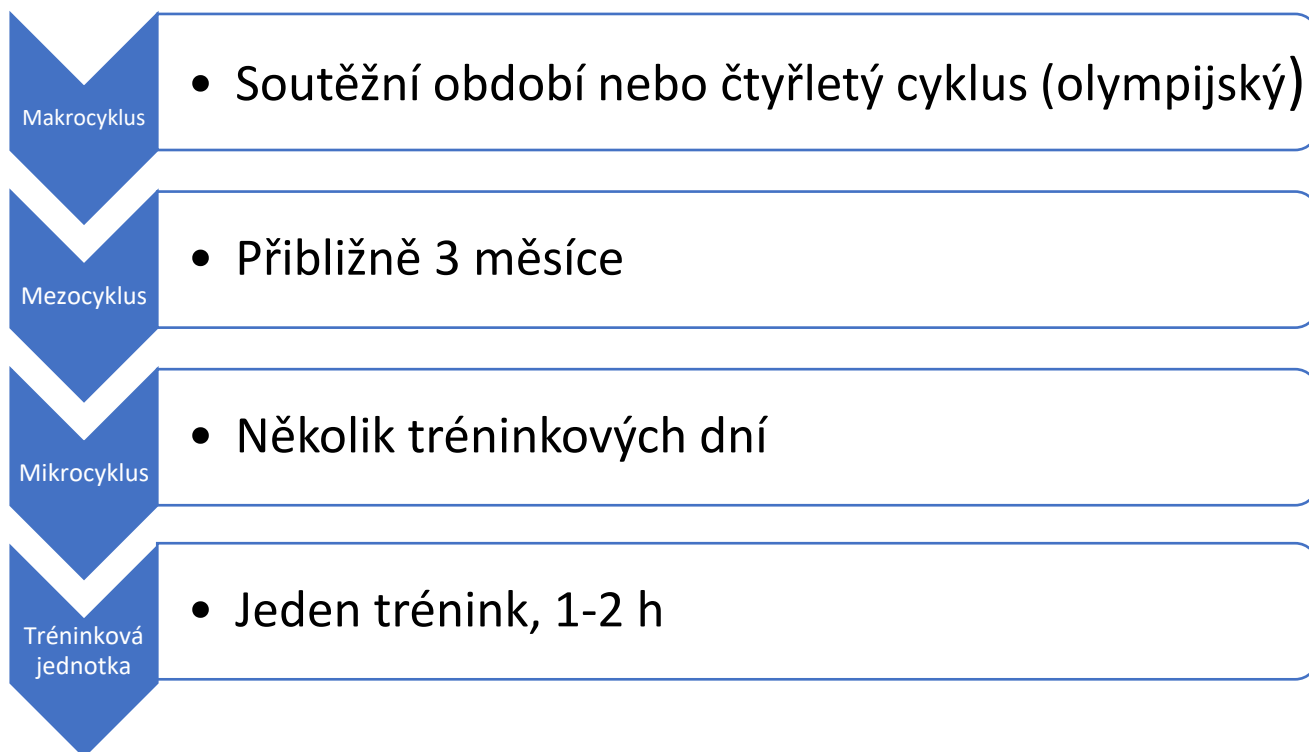 Makrocyklus
• Soutěžní období nebo čtyřletý cyklus (olympijský)
Mezocyklus
• Přibližně 3 měsíce
Mikrocyklus
• Několik tréninkových dní
Tréninková
jednotka
• Jeden trénink, 1-2 h